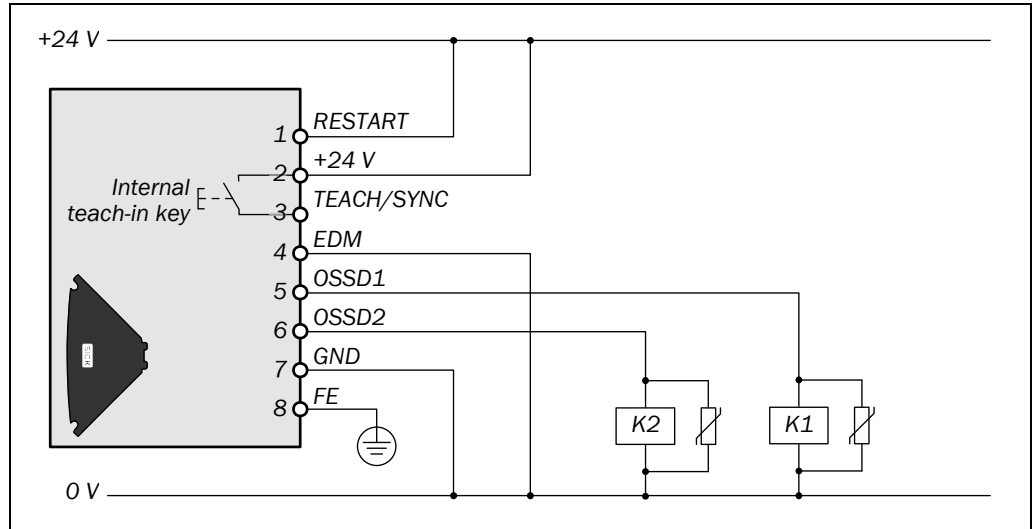 +24 V
1 RESTART
2 +24 V
Internal
teach-in key
3 TEACH/SYNC
4 EDM
5 OSSD1
6 OSSD2
7 GND
8 FE
SICK
K2 K1
0 V